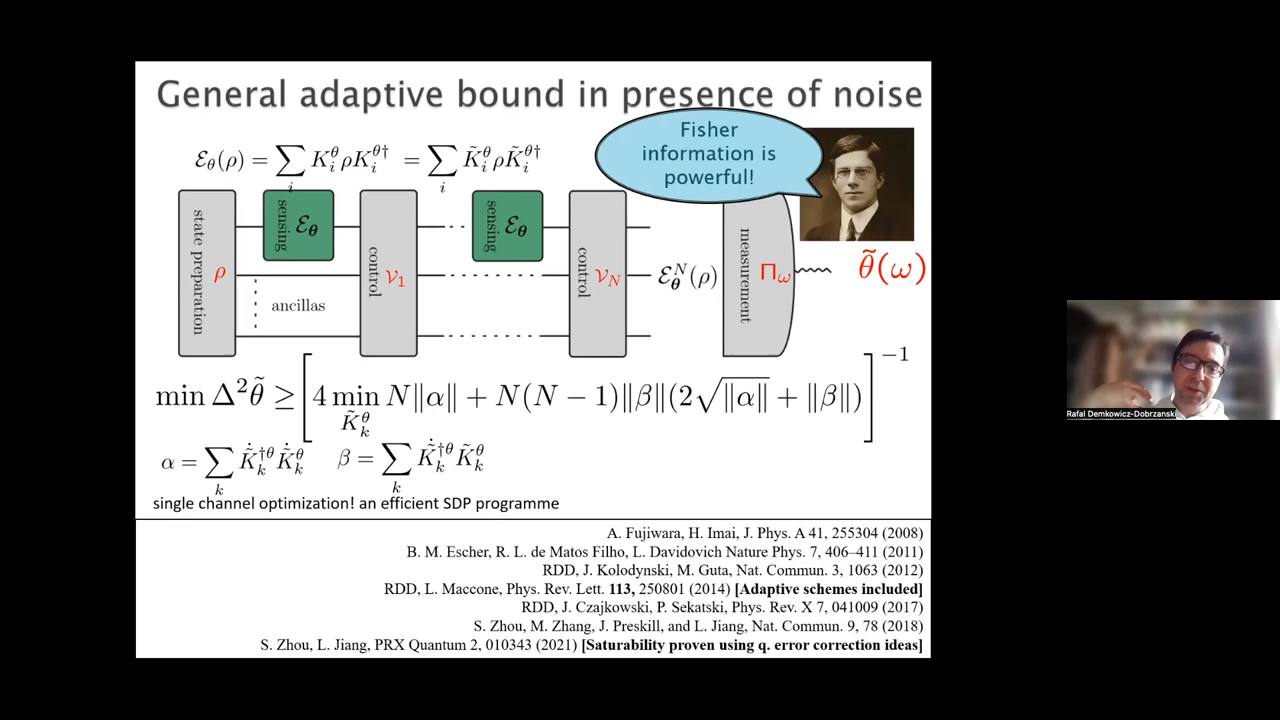 General adaptive bound in presence of noise
Fisher
information is
powerful!
ℰ_θ(ρ) = ∑_i K_i^θ ρ K_i^{θ†} = ∑_i K̃_i^θ ρ K̃_i^{θ†}
state preparation
ρ
sensing
ℰ_θ
control
𝒱_1
sensing
ℰ_θ
control
𝒱_N
ancillas
ℰ_θ^N(ρ)
measurement
Π_ω
θ̃(ω)
min Δ²θ̃ ≥ [4 min_{K̃_k^θ} N‖α‖ + N(N − 1)‖β‖(2√‖α‖ + ‖β‖)]^{−1}
α = ∑_k K̃̇_k^{†θ} K̃̇_k^θ β = ∑_k K̃̇_k^{†θ} K̃_k^θ
single channel optimization! an efficient SDP programme
A. Fujiwara, H. Imai, J. Phys. A 41, 255304 (2008)
B. M. Escher, R. L. de Matos Filho, L. Davidovich Nature Phys. 7, 406–411 (2011)
RDD, J. Kolodynski, M. Guta, Nat. Commun. 3, 1063 (2012)
RDD, L. Maccone, Phys. Rev. Lett. 113, 250801 (2014) [Adaptive schemes included]
RDD, J. Czajkowski, P. Sekatski, Phys. Rev. X 7, 041009 (2017)
S. Zhou, M. Zhang, J. Preskill, and L. Jiang, Nat. Commun. 9, 78 (2018)
S. Zhou, L. Jiang, PRX Quantum 2, 010343 (2021) [Saturability proven using q. error correction ideas]
Rafal Demkowicz-Dobrzanski